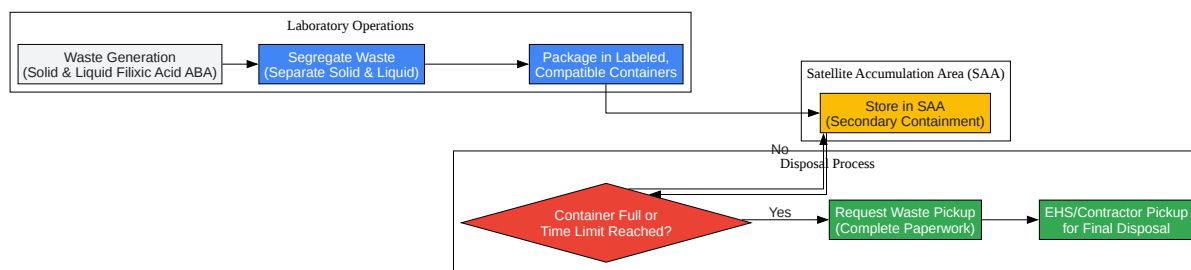 Laboratory Operations
Waste Generation
(Solid & Liquid Filixic Acid ABA)
Segregate Waste
(Separate Solid & Liquid)
Package in Labeled,
Compatible Containers
Satellite Accumulation Area (SAA)
Store in SAA
(Secondary Containment)
No
Disposal Process
Container Full or
Time Limit Reached?
Yes
Request Waste Pickup
(Complete Paperwork)
EHS/Contractor Pickup
for Final Disposal